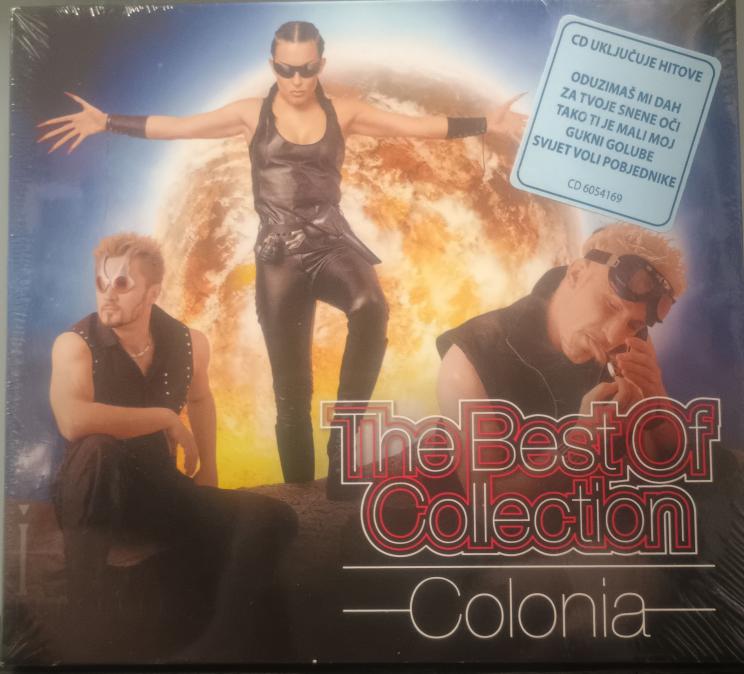 CD UKLJUČUJE HITOVE
ODUZIMAŠ MI DAH
ZA TVOJE SNENE OČI
TAKO TI JE MALI MOJ
GUKNI GOLUBE
SVIJET VOLI POBJEDNIKE
CD 6054169
The Best Of
Collection
Colonia